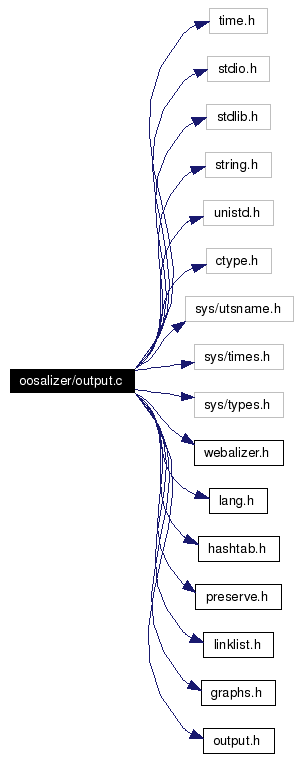 time.h
stdio.h
stdlib.h
string.h
unistd.h
ctype.h
sys/utsname.h
sys/times.h
oosalizer/output.c
sys/types.h
webalizer.h
lang.h
hashtab.h
preserve.h
linklist.h
graphs.h
output.h